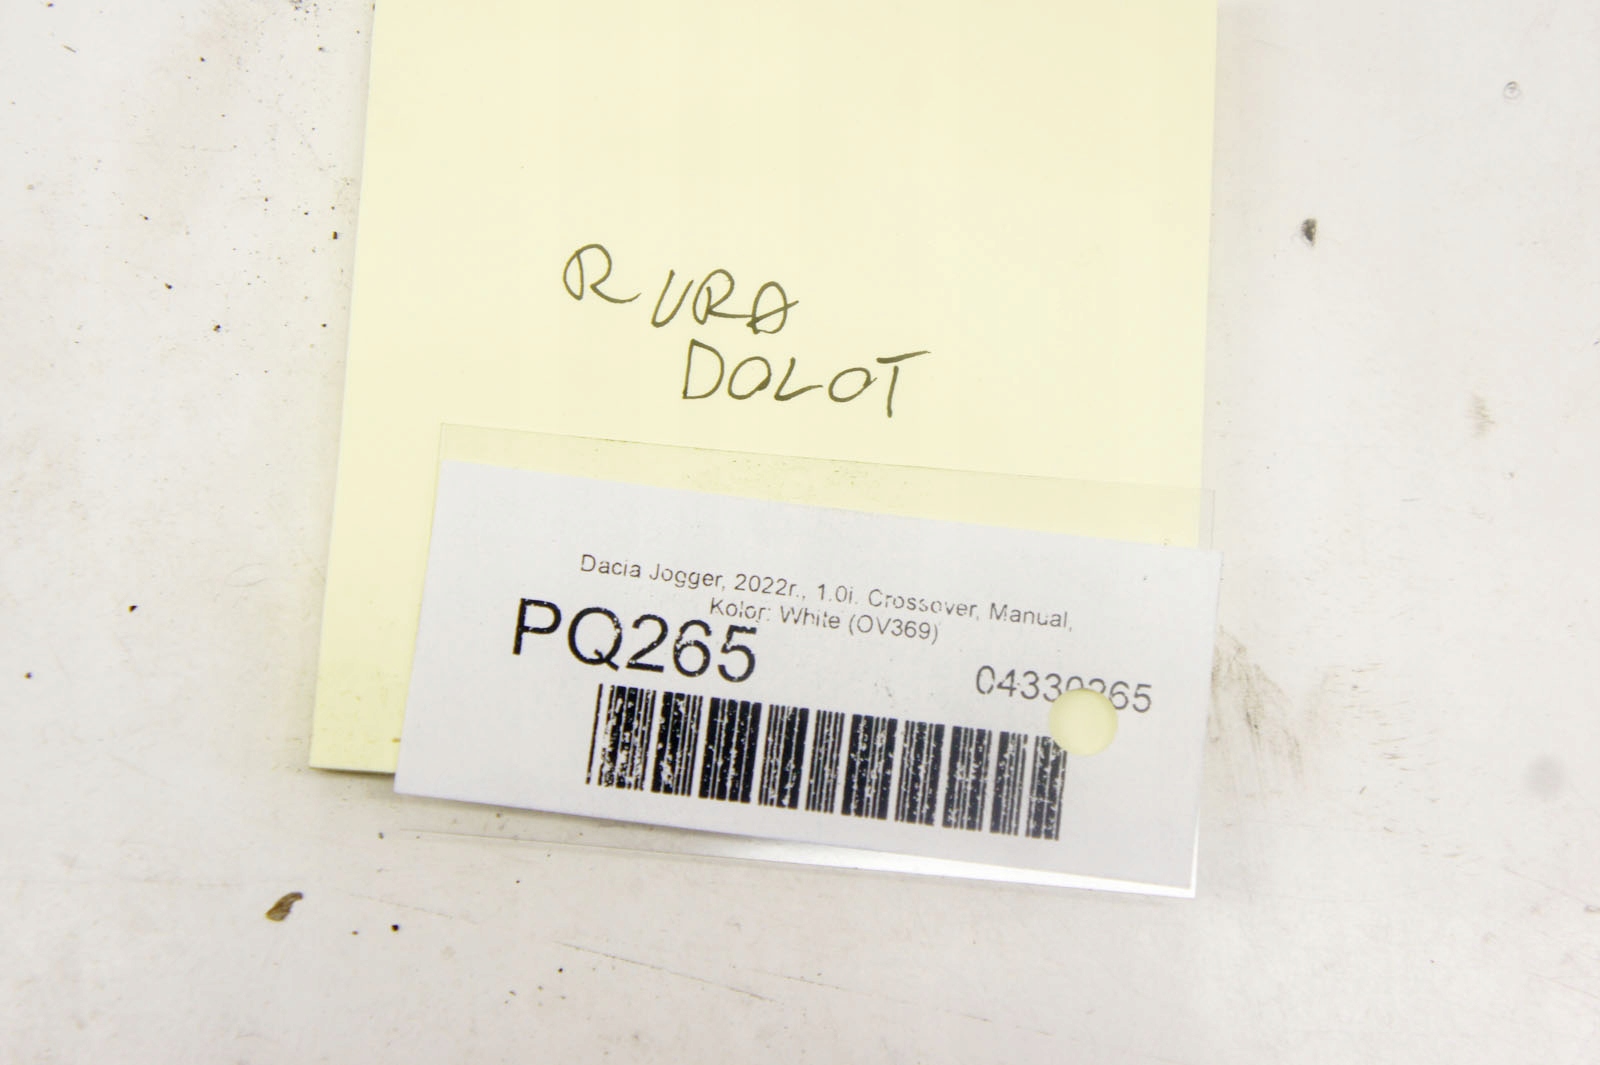 RURA
DOLOT
Dacia Jogger, 2022r., 1.0i. Crossover, Manual,
Kolor: White (OV369)
PQ265